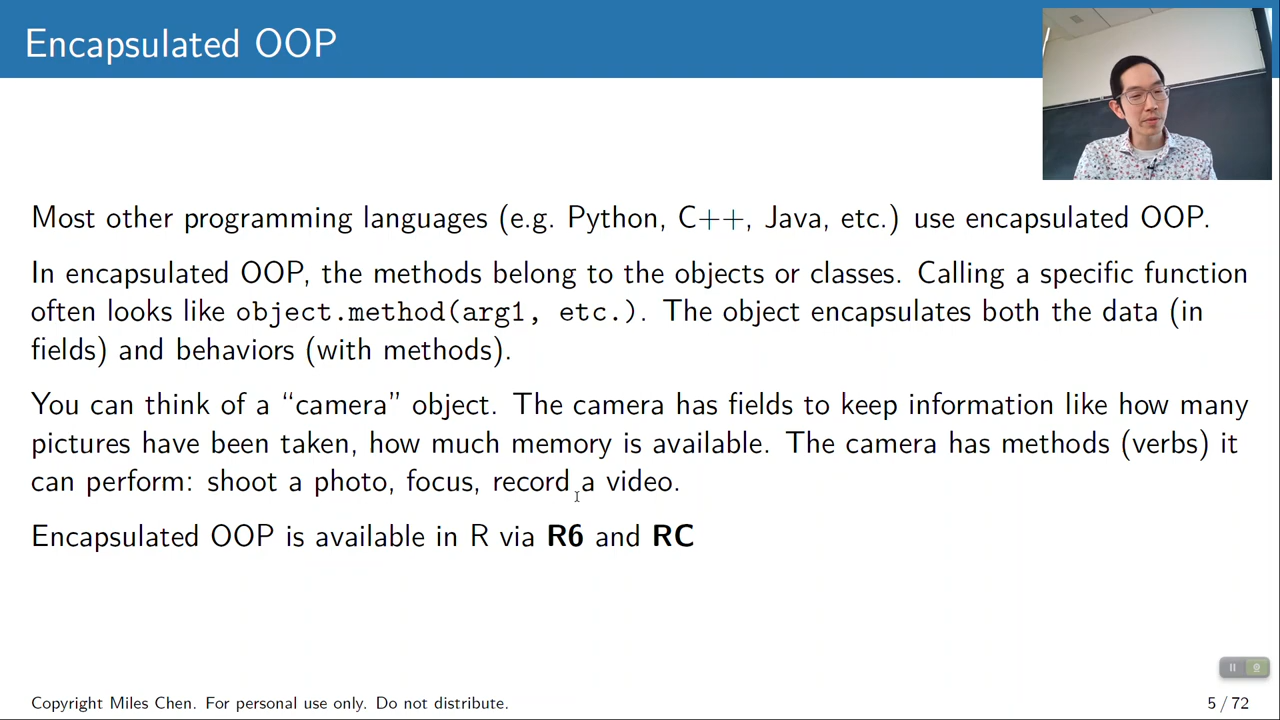 Encapsulated OOP
Most other programming languages (e.g. Python, C++, Java, etc.) use encapsulated OOP.
In encapsulated OOP, the methods belong to the objects or classes. Calling a specific function
often looks like object.method(arg1, etc.). The object encapsulates both the data (in
fields) and behaviors (with methods).
You can think of a “camera” object. The camera has fields to keep information like how many
pictures have been taken, how much memory is available. The camera has methods (verbs) it
can perform: shoot a photo, focus, record a video.
Encapsulated OOP is available in R via R6 and RC
Copyright Miles Chen. For personal use only. Do not distribute.
5 / 72